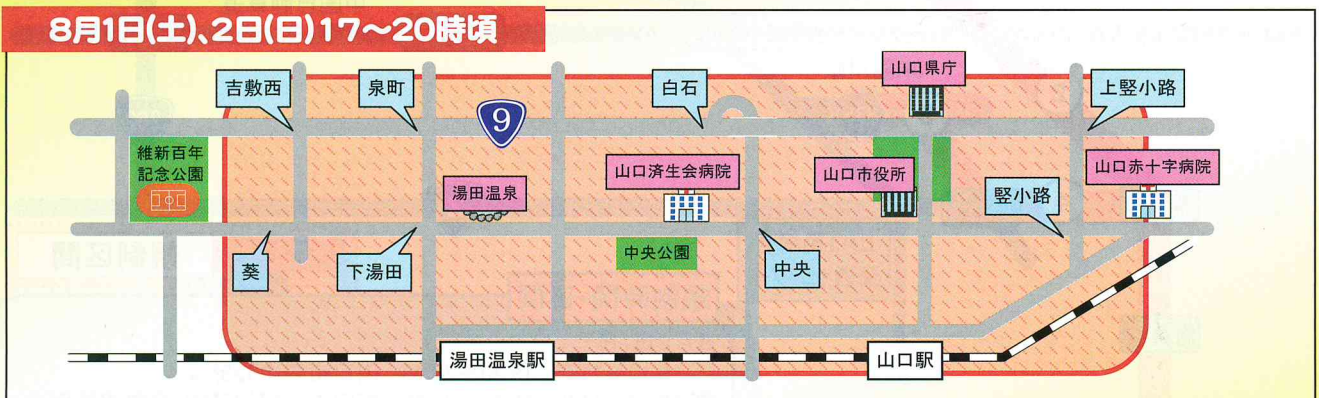 8月1日(土)、2日(日)17〜20時頃
山口県庁
吉敷西
泉町
白石
上竪小路
9
維新百年
記念公園
山口済生会病院
山口市役所
山口赤十字病院
湯田温泉
竪小路
葵
下湯田
中央公園
中央
湯田温泉駅
山口駅